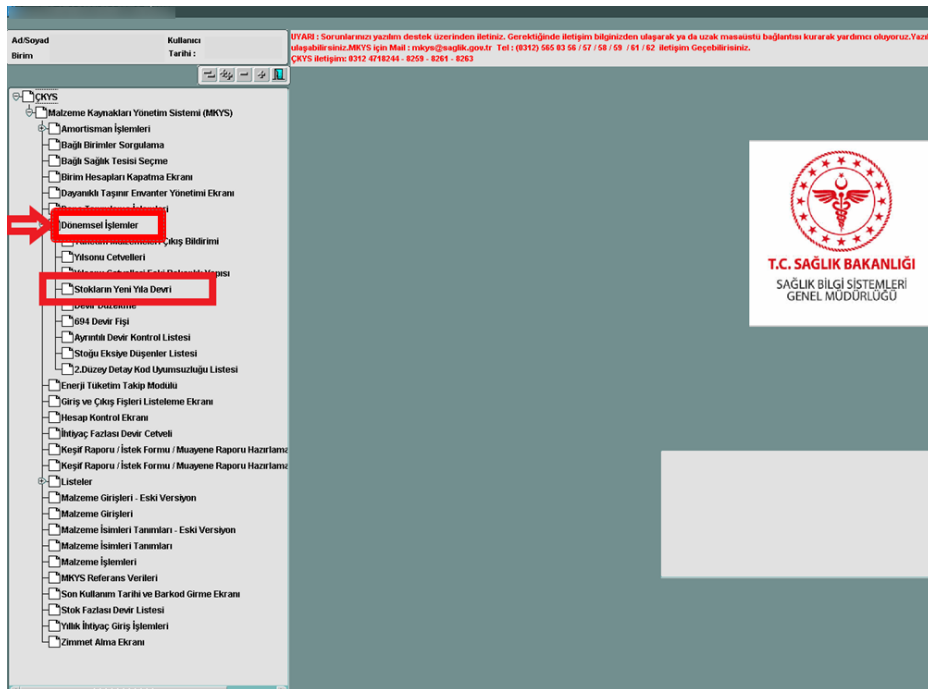 Ad/Soyad
Kullanıcı
Birim
Tarihi :
UYARI : Sorunlarınızı yazılım destek üzerinden iletiniz. Gerektiğinde iletişim bilginizden ulaşarak ya da uzak masaüstü bağlantısı kurarak yardımcı oluyoruz.Yazıl
ulaşabilirsiniz.MKYS için Mail : mkys@saglik.gov.tr Tel : (0312) 565 03 56 / 57 / 58 / 59 / 61 / 62 iletişim Geçebilirisiniz.
ÇKYS iletişim: 0312 4718244 - 8259 - 8261 - 8263
ÇKYS
Malzeme Kaynakları Yönetim Sistemi (MKYS)
Amortisman İşlemleri
Bağlı Birimler Sorgulama
Bağlı Sağlık Tesisi Seçme
Birim Hesapları Kapatma Ekranı
Dayanıklı Taşınır Envanter Yönetimi Ekranı
Dönemsel İşlemler
Çıkış Bildirimi
Yılsonu Cetvelleri
Yılsonu Cetvelleri Eski Bakanlık Yapısı
Stokların Yeni Yıla Devri
Devir Düzeltme
694 Devir Fişi
Ayrıntılı Devir Kontrol Listesi
Stoğu Eksiye Düşenler Listesi
2.Düzey Detay Kod Uyumsuzluğu Listesi
Enerji Tüketim Takip Modülü
Giriş ve Çıkış Fişleri Listeleme Ekranı
Hesap Kontrol Ekranı
İhtiyaç Fazlası Devir Cetveli
Keşif Raporu / İstek Formu / Muayene Raporu Hazırlama
Keşif Raporu / İstek Formu / Muayene Raporu Hazırlama
Listeler
Malzeme Girişleri - Eski Versiyon
Malzeme Girişleri
Malzeme İsimleri Tanımları - Eski Versiyon
Malzeme İsimleri Tanımları
Malzeme İşlemleri
MKYS Referans Verileri
Son Kullanım Tarihi ve Barkod Girme Ekranı
Stok Fazlası Devir Listesi
Yıllık İhtiyaç Giriş İşlemleri
Zimmet Alma Ekranı
T.C. SAĞLIK BAKANLIĞI
SAĞLIK BİLGİ SİSTEMLERİ
GENEL MÜDÜRLÜĞÜ